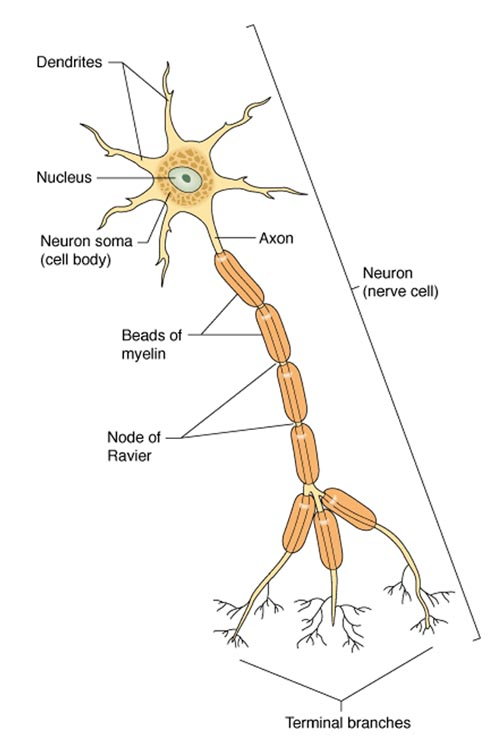 Dendrites
Nucleus
Neuron soma
(cell body)
Axon
Neuron
(nerve cell)
Beads of
myelin
Node of
Ravier
Terminal branches